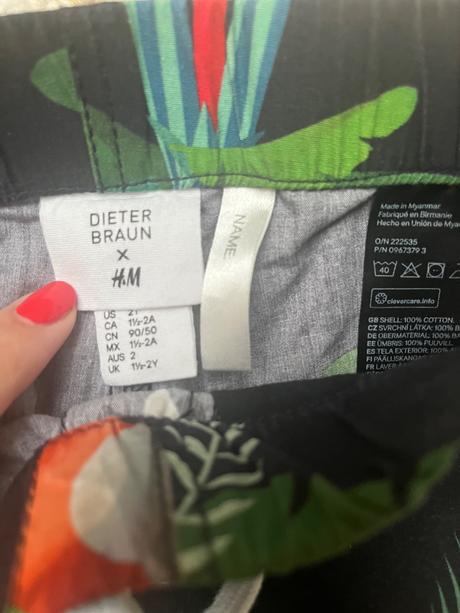 DIETER
BRAUN
x
H&M
US 2T
CA 1½-2A
CN 90/50
MX 1½-2A
AUS 2
UK 1½-2Y
NAME
Made in Myanmar
Fabriqué en Birmanie
Hecho en Unión de
O/N 222535
P/N 0967379 3
40
clevercare.info
GB SHELL: 100% COTTON.
CZ SVRCHNÍ LÁTKA: 100%
DE OBERMATERIAL: 100%
EE ÜMBRIS: 100% PUUVILL.
ES TELA EXTERIOR: 100%
FI PÄÄLLISKANGAS:
FR